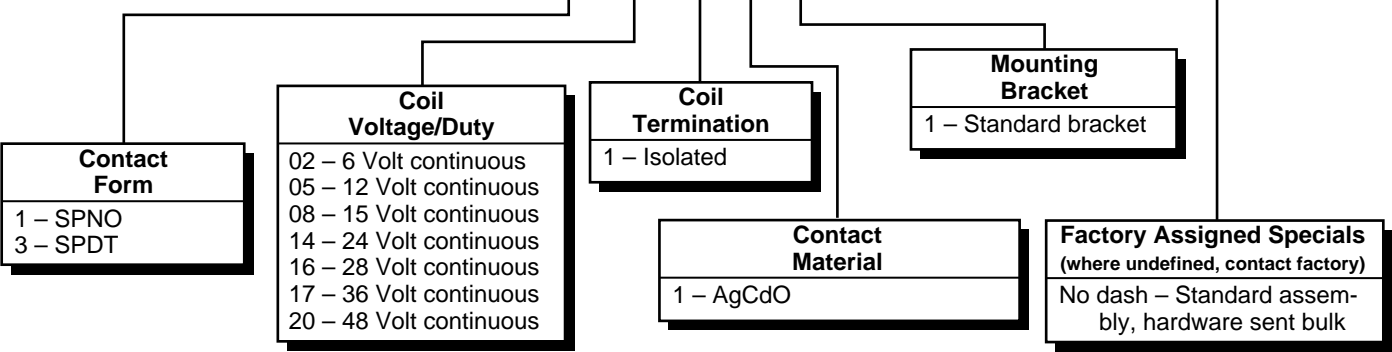 Contact
Form
1 – SPNO
3 – SPDT
Coil
Voltage/Duty
02 – 6 Volt continuous
05 – 12 Volt continuous
08 – 15 Volt continuous
14 – 24 Volt continuous
16 – 28 Volt continuous
17 – 36 Volt continuous
20 – 48 Volt continuous
Coil
Termination
1 – Isolated
Contact
Material
1 – AgCdO
Mounting
Bracket
1 – Standard bracket
Factory Assigned Specials
(where undefined, contact factory)
No dash – Standard assem-
bly, hardware sent bulk